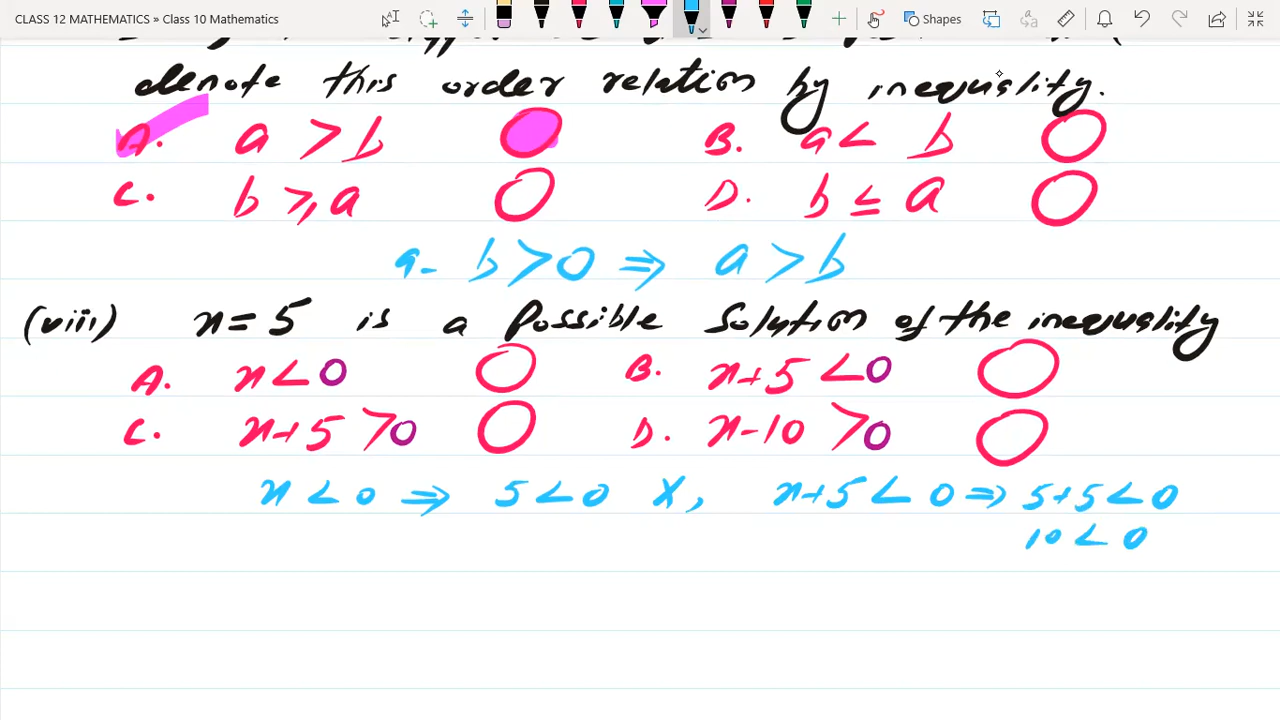 CLASS 12 MATHEMATICS » Class 10 Mathematics
Shapes
denote this order relation by inequality.
A. a > b B. a < b
C. b ≥ a D. b ≤ a
a - b > 0 ⇒ a > b
(viii) x = 5 is a Possible Solution of the inequality
A. x < 0 B. x + 5 < 0
C. x + 5 > 0 D. x - 10 > 0
x < 0 ⇒ 5 < 0 X, x + 5 < 0 ⇒ 5 + 5 < 0
10 < 0